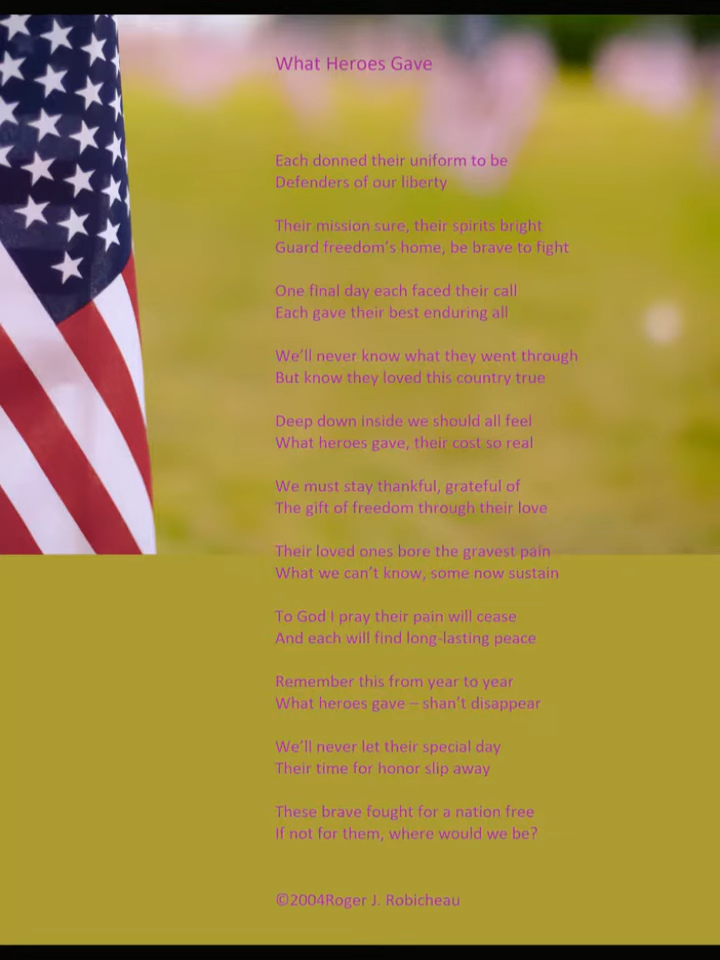 What Heroes Gave
Each donned their uniform to be
Defenders of our liberty
Their mission sure, their spirits bright
Guard freedom's home, be brave to fight
One final day each faced their call
Each gave their best enduring all
We'll never know what they went through
But know they loved this country true
Deep down inside we should all feel
What heroes gave, their cost so real
We must stay thankful, grateful of
The gift of freedom through their love
Their loved ones bore the gravest pain
What we can't know, some now sustain
To God I pray their pain will cease
And each will find long-lasting peace
Remember this from year to year
What heroes gave – shan't disappear
We'll never let their special day
Their time for honor slip away
These brave fought for a nation free
If not for them, where would we be?
©2004Roger J. Robicheau